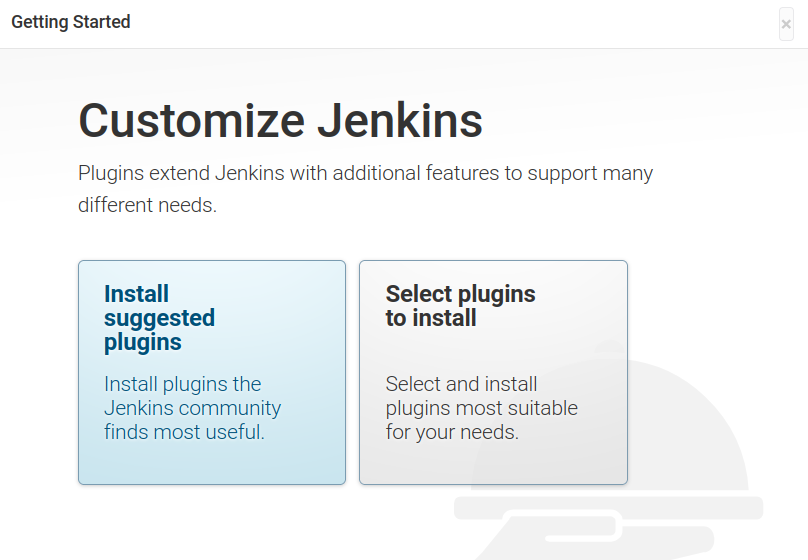 Getting Started
×
Customize Jenkins
Plugins extend Jenkins with additional features to support many
different needs.
Install
suggested
plugins
Install plugins the
Jenkins community
finds most useful.
Select plugins
to install
Select and install
plugins most suitable
for your needs.